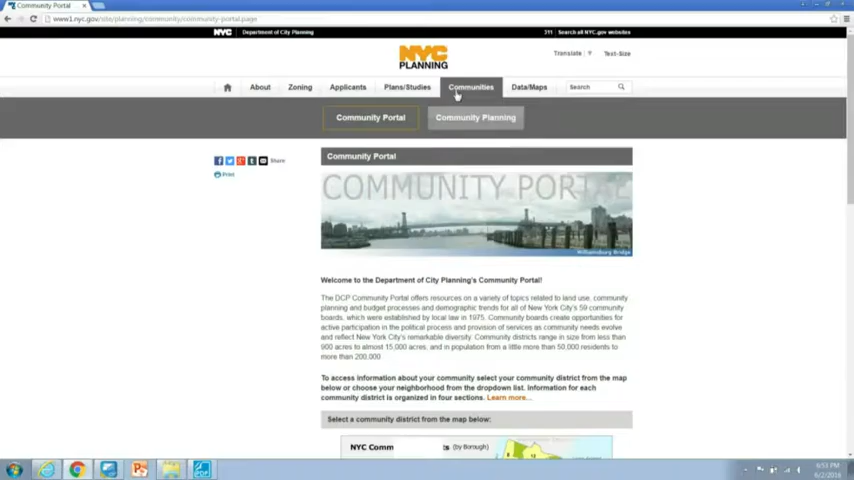 Community Portal
www1.nyc.gov/site/planning/community/community-portal.page
NYC Department of City Planning
311 Search all NYC.gov websites
NYC
PLANNING
Translate Text-Size
About Zoning Applicants Plans/Studies Communities Data/Maps Search
Community Portal Community Planning
Share
Print
Community Portal
COMMUNITY PORTAL
Williamsburg Bridge
Welcome to the Department of City Planning's Community Portal!
The DCP Community Portal offers resources on a variety of topics related to land use, community
planning and budget processes and demographic trends for all of New York City's 59 community
boards, which were established by local law in 1975. Community boards create opportunities for
active participation in the political process and provision of services as community needs evolve
and reflect New York City's remarkable diversity. Community districts range in size from less than
900 acres to almost 15,000 acres, and in population from a little more than 50,000 residents to
more than 200,000
To access information about your community select your community district from the map
below or choose your neighborhood from the dropdown list. Information for each
community district is organized in four sections. Learn more...
Select a community district from the map below:
NYC Comm ts (by Borough)
8 12
6:53 PM
6/2/2016